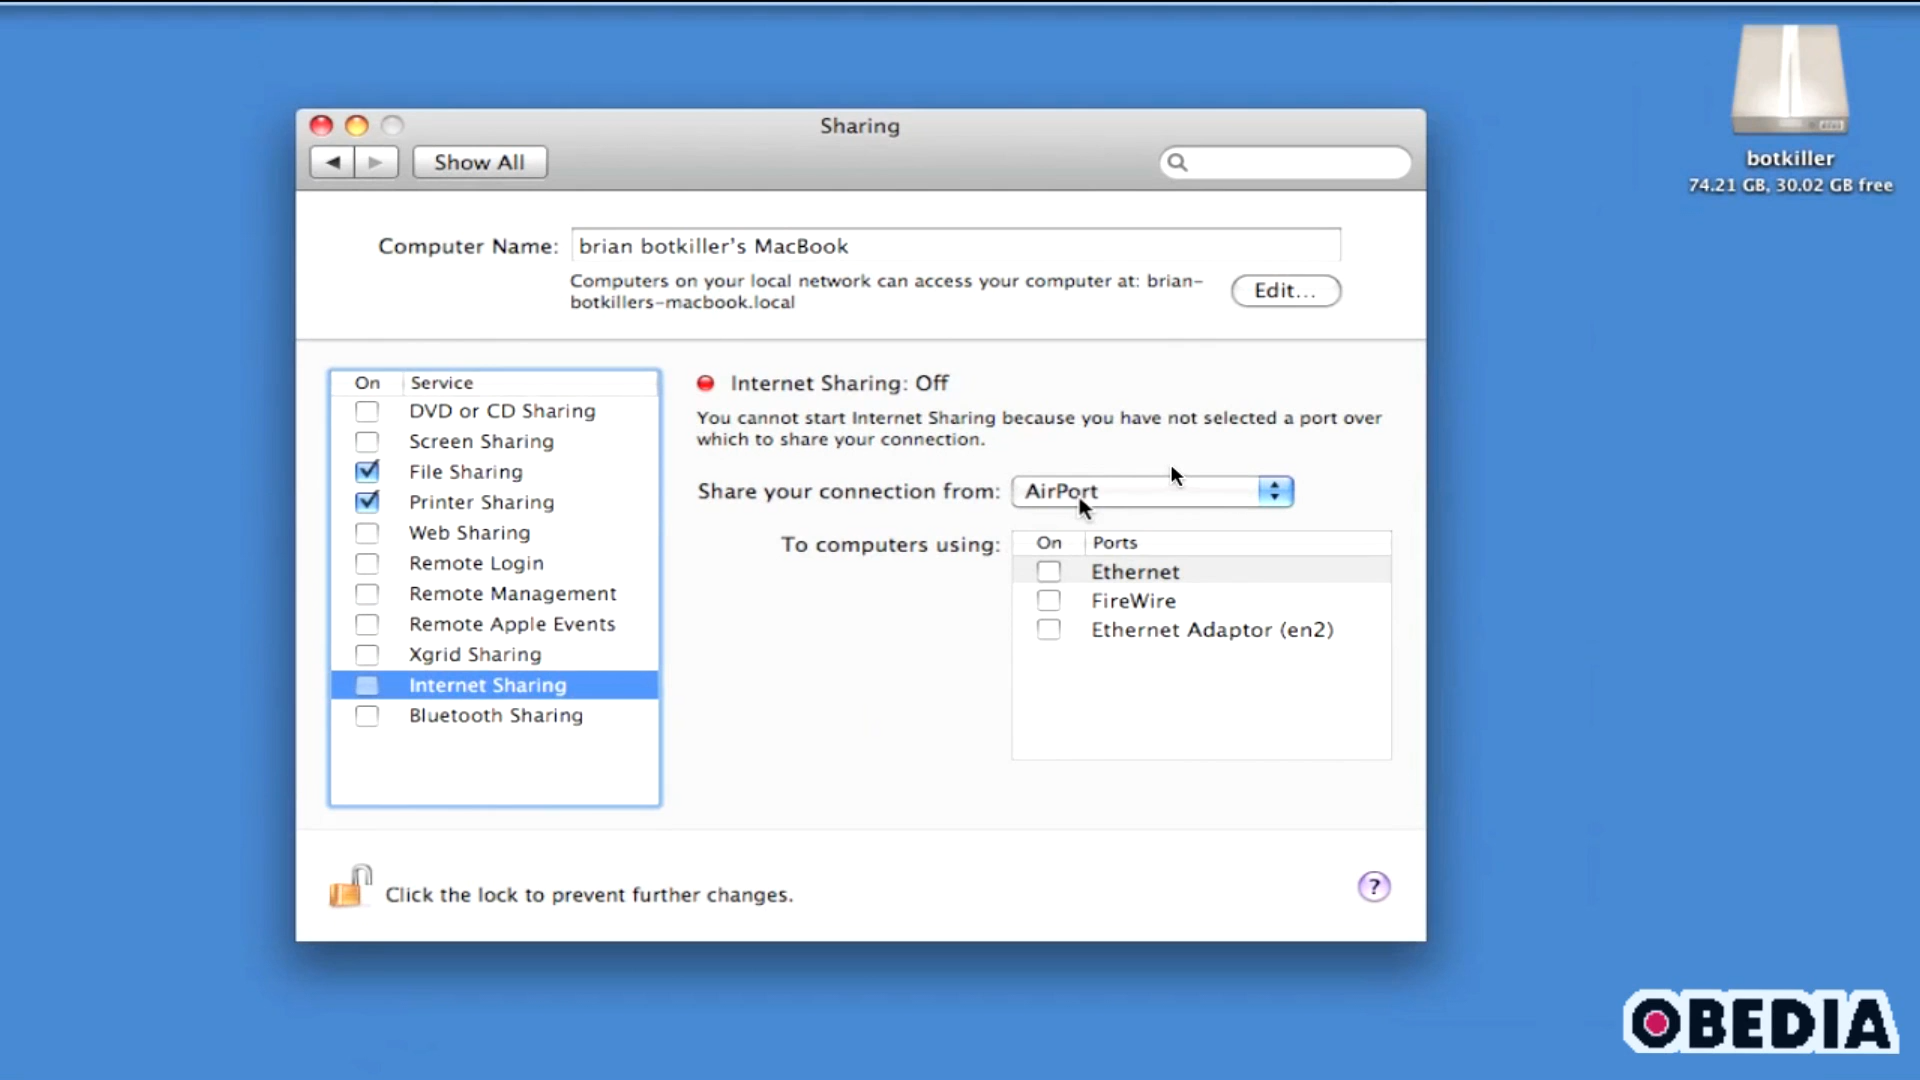 Sharing
Show All
botkiller
74.21 GB, 30.02 GB free
Computer Name: brian botkiller's MacBook
Computers on your local network can access your computer at: brian-
botkillers-macbook.local
Edit...
On Service
DVD or CD Sharing
Screen Sharing
File Sharing
Printer Sharing
Web Sharing
Remote Login
Remote Management
Remote Apple Events
Xgrid Sharing
Internet Sharing
Bluetooth Sharing
Internet Sharing: Off
You cannot start Internet Sharing because you have not selected a port over
which to share your connection.
Share your connection from: AirPort
To computers using:
On Ports
Ethernet
FireWire
Ethernet Adaptor (en2)
Click the lock to prevent further changes.
?
OBEDIA